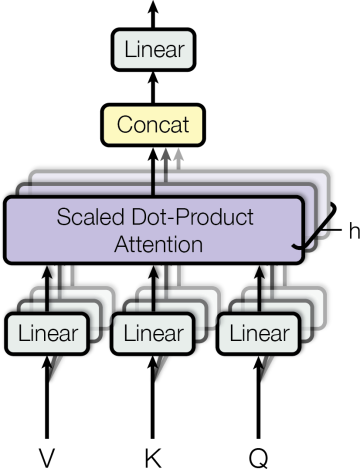 Linear
Concat
Scaled Dot-Product
Attention
h
Linear
Linear
Linear
V
K
Q